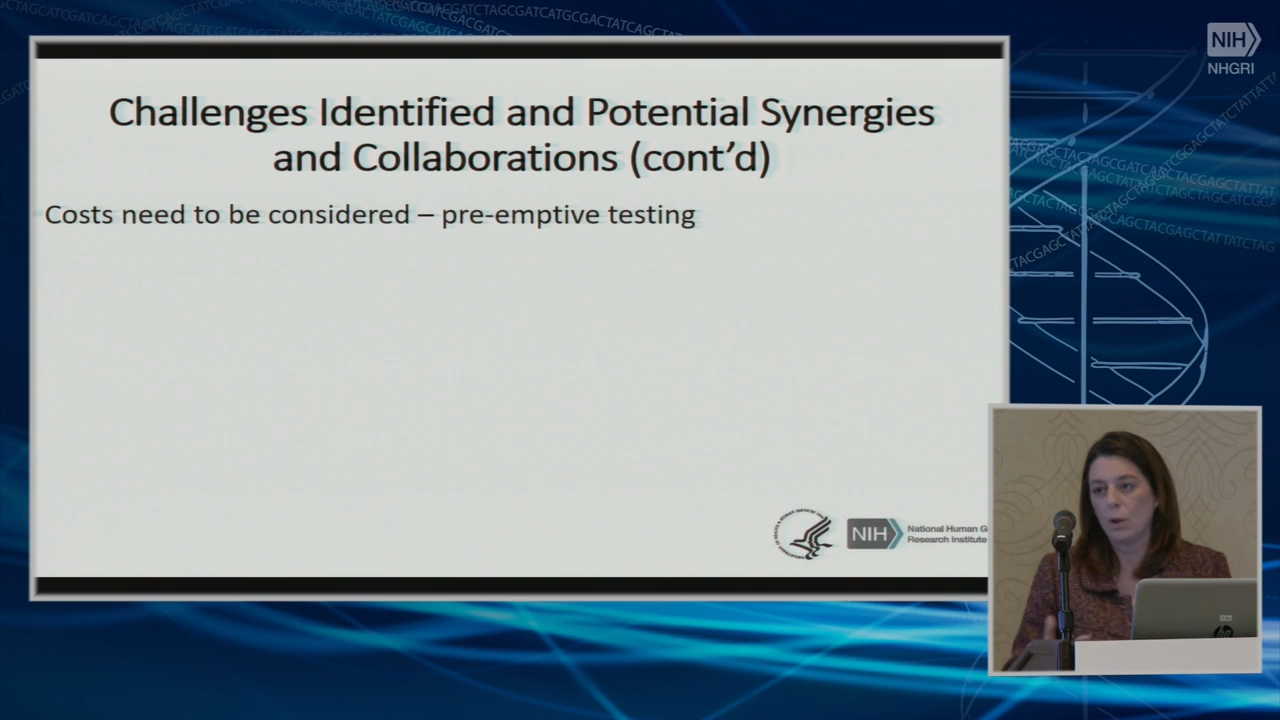 NIH
NHGRI
Challenges Identified and Potential Synergies
and Collaborations (cont’d)
Costs need to be considered – pre-emptive testing
NIH
National Human G
Research Institute
hp